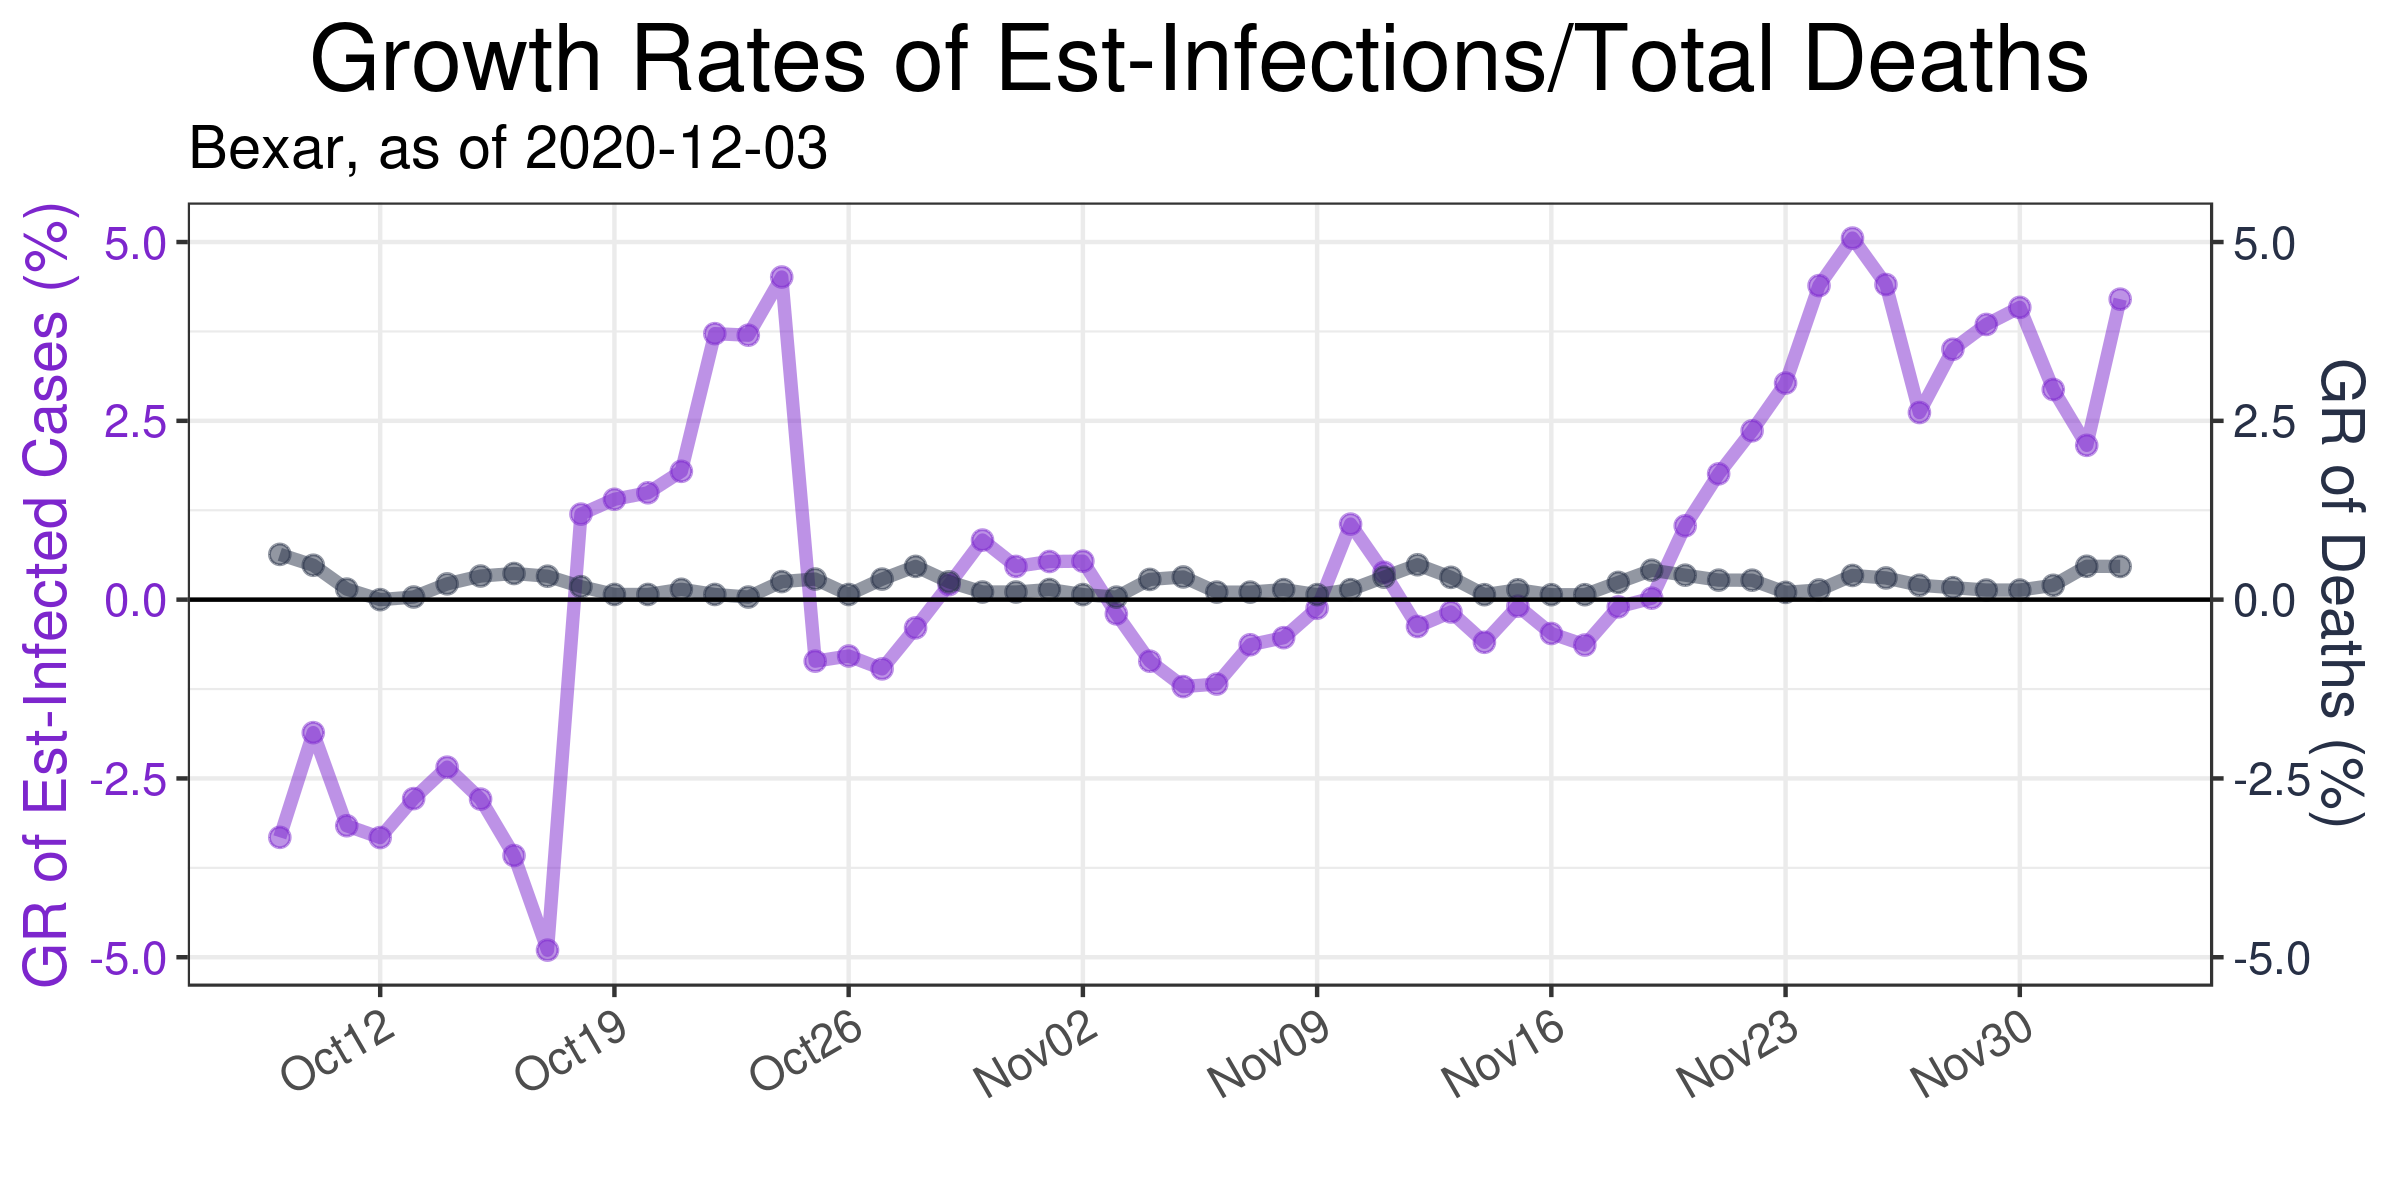 Growth Rates of Est-Infections/Total Deaths
Bexar, as of 2020-12-03
GR of Est-Infected Cases (%)
5.0
2.5
0.0
-2.5
-5.0
5.0
2.5
0.0
-2.5
-5.0
GR of Deaths (%)
Oct12
Oct19
Oct26
Nov02
Nov09
Nov16
Nov23
Nov30